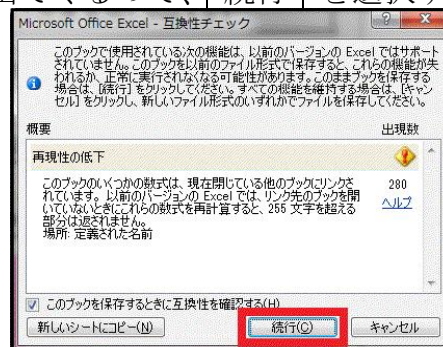 Microsoft Office Excel - 互換性チェック
このブックで使用されている次の機能は、以前のバージョンの Excel ではサポート
されていません。このブックを以前のファイル形式で保存すると、これらの機能が失
われるか、正常に実行されなくなる可能性があります。このままブックを保存する
場合は、[続行] をクリックしてください。すべての機能を維持する場合は、[キャン
セル] をクリックし、新しいファイル形式のいずれかでファイルを保存してください。
概要 出現数
再現性の低下
このブックのいくつかの数式は、現在閉じている他のブックにリンクさ 280
れています。以前のバージョンの Excel では、リンク先のブックを開 ヘルプ
いていないときにこれらの数式を再計算すると、255 文字を超える
部分は返されません。
場所: 定義された名前
このブックを保存するときに互換性を確認する(H)
新しいシートにコピー(N) 続行(C) キャンセル